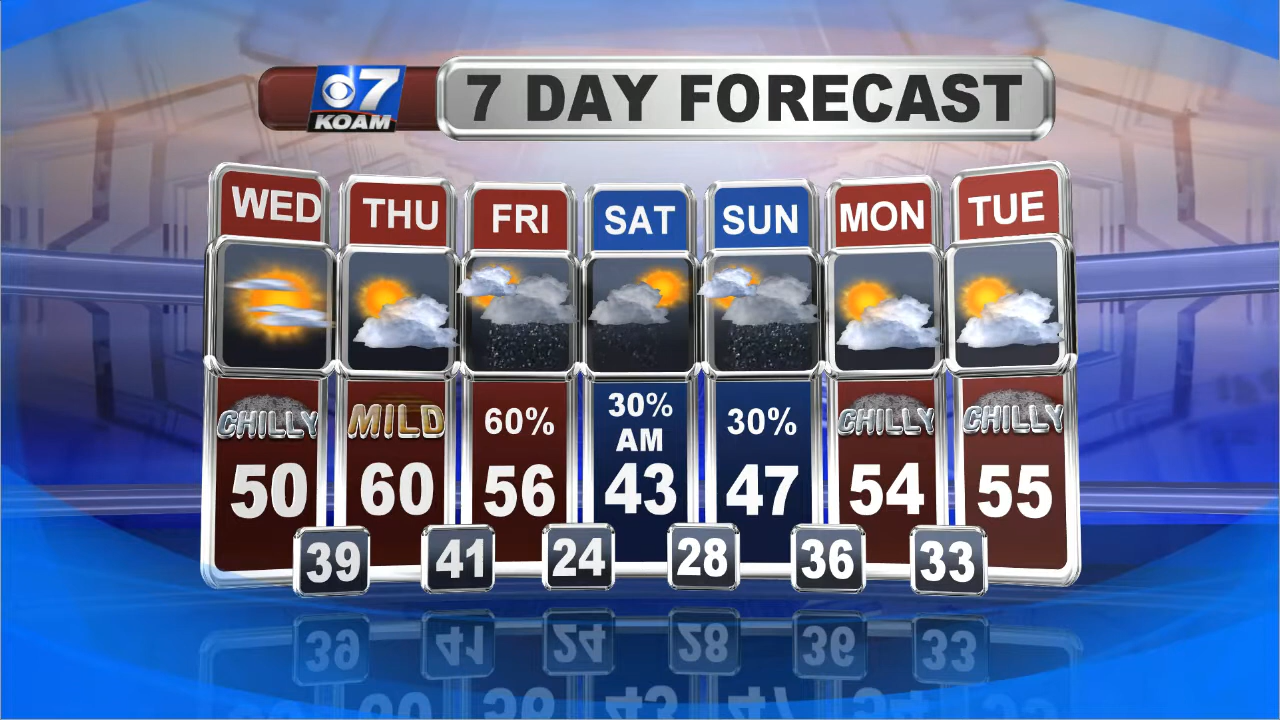 7
KOAM
7 DAY FORECAST
WED THU FRI SAT SUN MON TUE
CHILLY MILD 60% 30% AM 30% CHILLY CHILLY
50 60 56 43 47 54 55
39 41 24 28 36 33